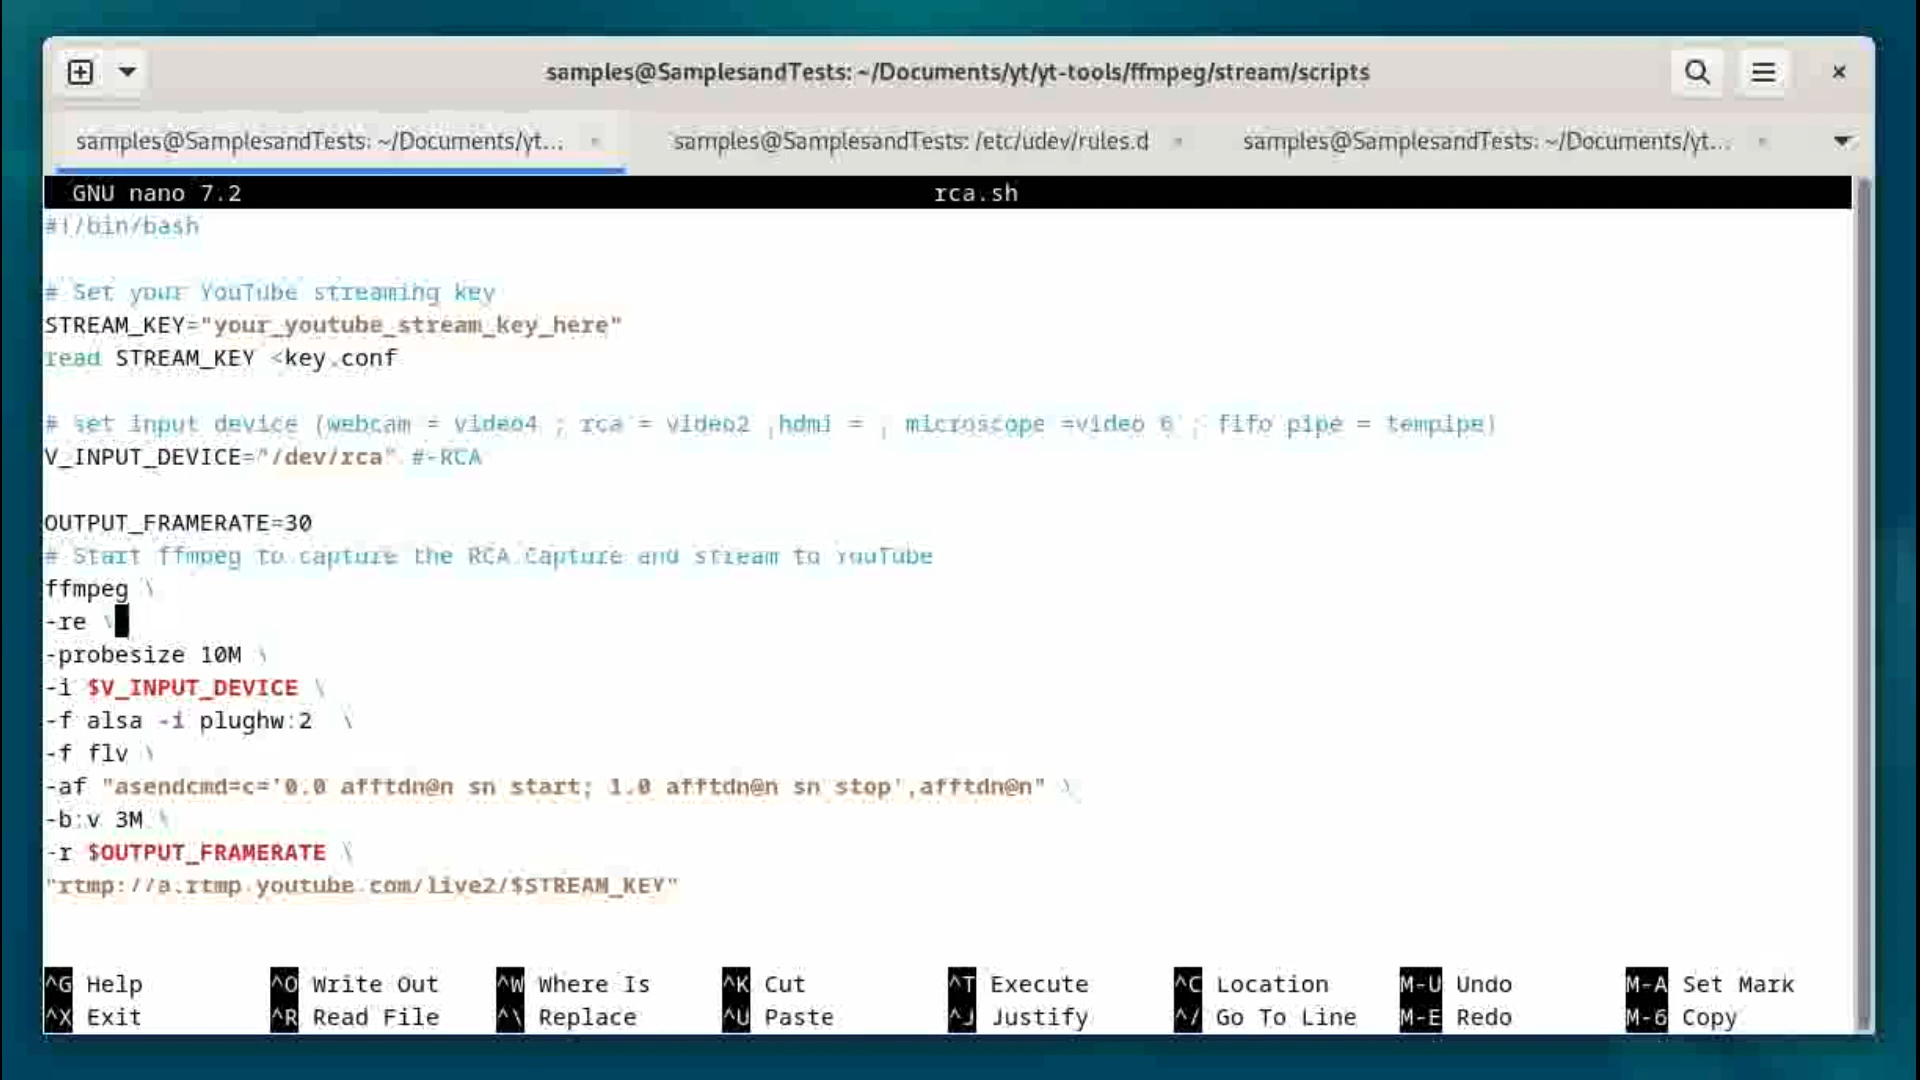 samples@SamplesandTests: ~/Documents/yt/yt-tools/ffmpeg/stream/scripts
samples@SamplesandTests: ~/Documents/yt... samples@SamplesandTests: /etc/udev/rules.d samples@SamplesandTests: ~/Documents/yt...
GNU nano 7.2 rca.sh
#!/bin/bash
# Set your YouTube streaming key
STREAM_KEY="your_youtube_stream_key_here"
read STREAM_KEY <key.conf
# set input device (webcam = video4 ; rca = video2 ,hdmi = ; microscope =video 6 ; fifo pipe = tempipe)
V_INPUT_DEVICE="/dev/rca" #-RCA
OUTPUT_FRAMERATE=30
# Start ffmpeg to capture the RCA Capture and stream to YouTube
ffmpeg \
-re \
-probesize 10M \
-i $V_INPUT_DEVICE \
-f alsa -i plughw:2  \
-f flv \
-af "asendcmd=c='0.0 afftdn@n sn start; 1.0 afftdn@n sn stop',afftdn@n" \
-b:v 3M \
-r $OUTPUT_FRAMERATE \
"rtmp://a.rtmp.youtube.com/live2/$STREAM_KEY"
^G Help ^O Write Out ^W Where Is ^K Cut ^T Execute ^C Location M-U Undo M-A Set Mark
^X Exit ^R Read File ^\ Replace ^U Paste ^J Justify ^/ Go To Line M-E Redo M-6 Copy